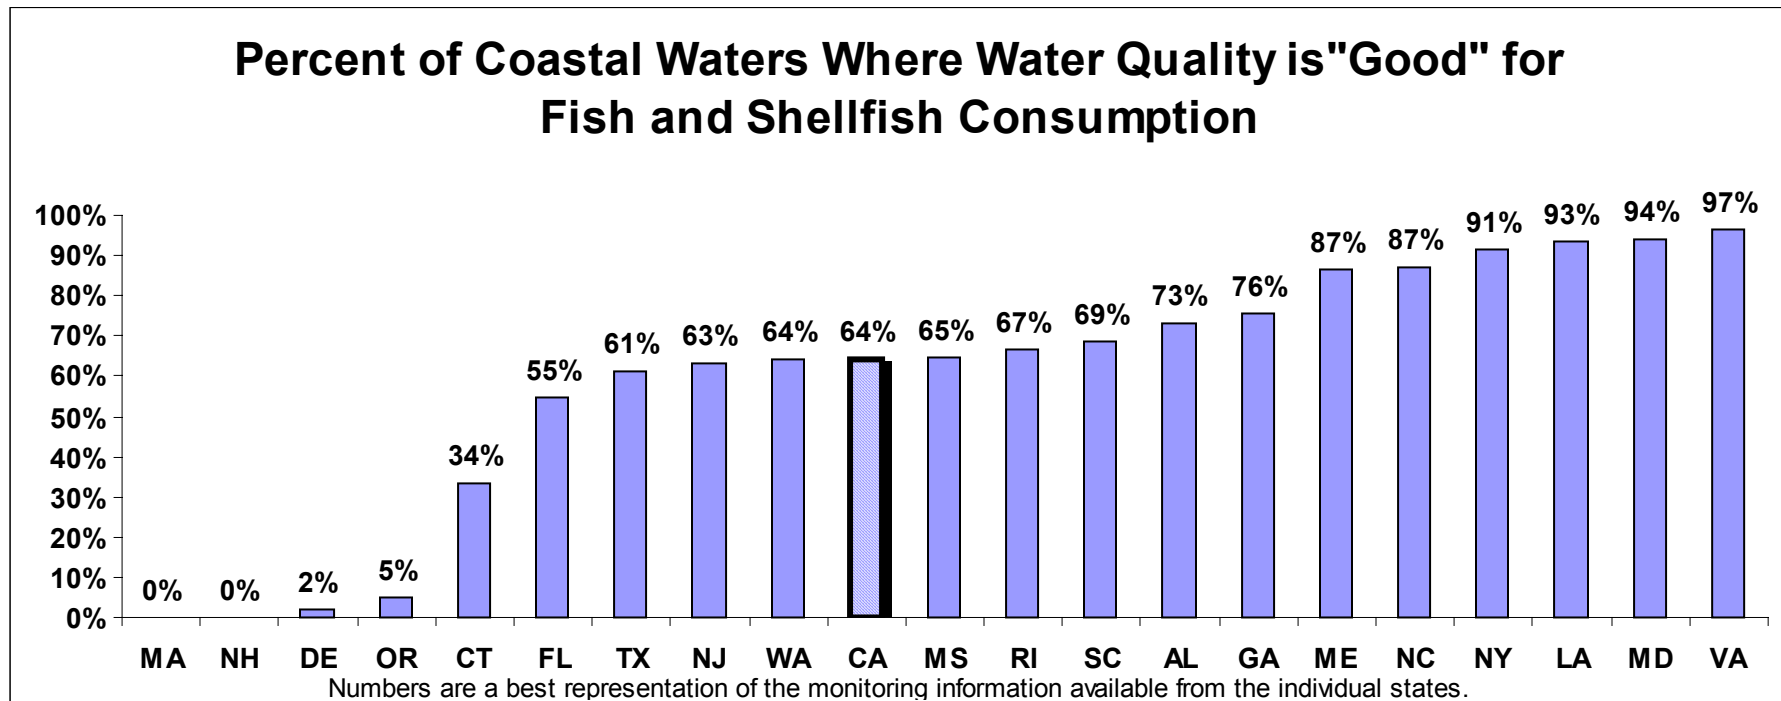 Percent of Coastal Waters Where Water Quality is"Good" for
Fish and Shellfish Consumption
100%
90%
80%
70%
60%
50%
40%
30%
20%
10%
0%
0% 0% 2% 5% 34% 55% 61% 63% 64% 64% 65% 67% 69% 73% 76% 87% 87% 91% 93% 94% 97%
MA NH DE OR CT FL TX NJ WA CA MS RI SC AL GA ME NC NY LA MD VA
Numbers are a best representation of the monitoring information available from the individual states.